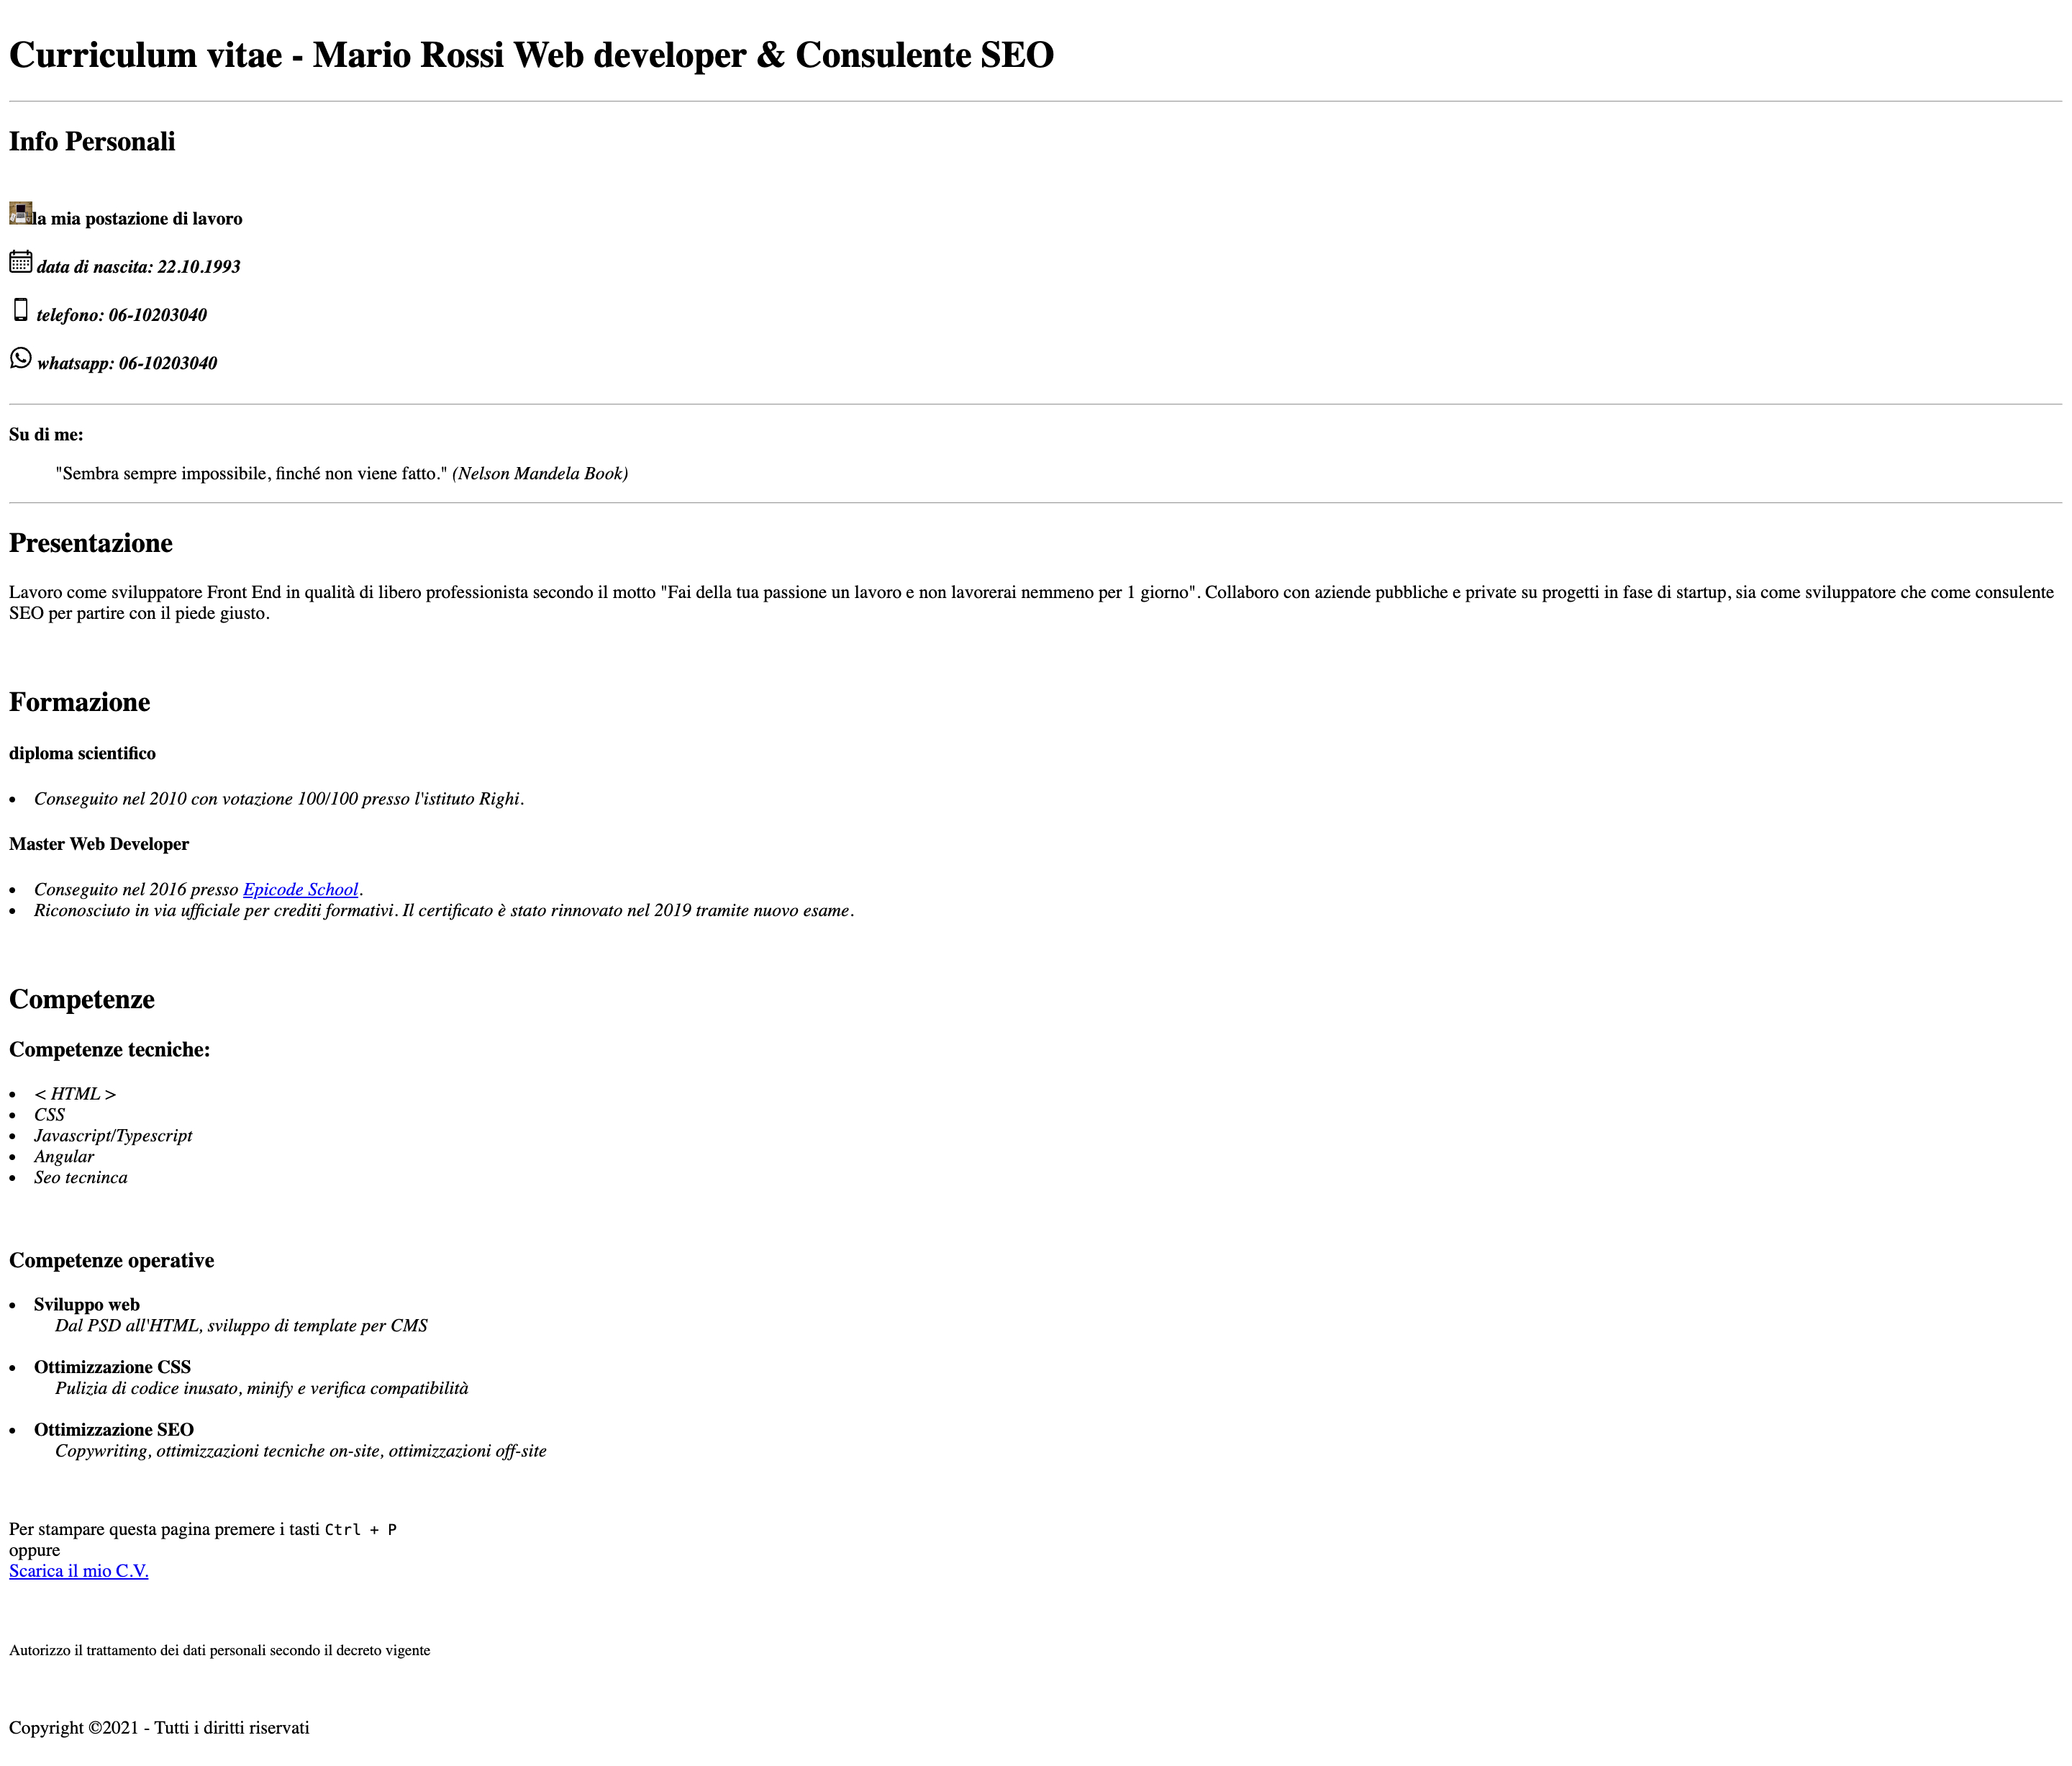 Curriculum vitae - Mario Rossi Web developer & Consulente SEO
Info Personali
la mia postazione di lavoro
data di nascita: 22.10.1993
telefono: 06-10203040
whatsapp: 06-10203040
Su di me:
"Sembra sempre impossibile, finché non viene fatto." (Nelson Mandela Book)
Presentazione
Lavoro come sviluppatore Front End in qualità di libero professionista secondo il motto "Fai della tua passione un lavoro e non lavorerai nemmeno per 1 giorno". Collaboro con aziende pubbliche e private su progetti in fase di startup, sia come sviluppatore che come consulente
SEO per partire con il piede giusto.
Formazione
diploma scientifico
• Conseguito nel 2010 con votazione 100/100 presso l'istituto Righi.
Master Web Developer
• Conseguito nel 2016 presso Epicode School.
• Riconosciuto in via ufficiale per crediti formativi. Il certificato è stato rinnovato nel 2019 tramite nuovo esame.
Competenze
Competenze tecniche:
• < HTML >
• CSS
• Javascript/Typescript
• Angular
• Seo tecninca
Competenze operative
• Sviluppo web
Dal PSD all'HTML, sviluppo di template per CMS
• Ottimizzazione CSS
Pulizia di codice inusato, minify e verifica compatibilità
• Ottimizzazione SEO
Copywriting, ottimizzazioni tecniche on-site, ottimizzazioni off-site
Per stampare questa pagina premere i tasti Ctrl + P
oppure
Scarica il mio C.V.
Autorizzo il trattamento dei dati personali secondo il decreto vigente
Copyright ©2021 - Tutti i diritti riservati